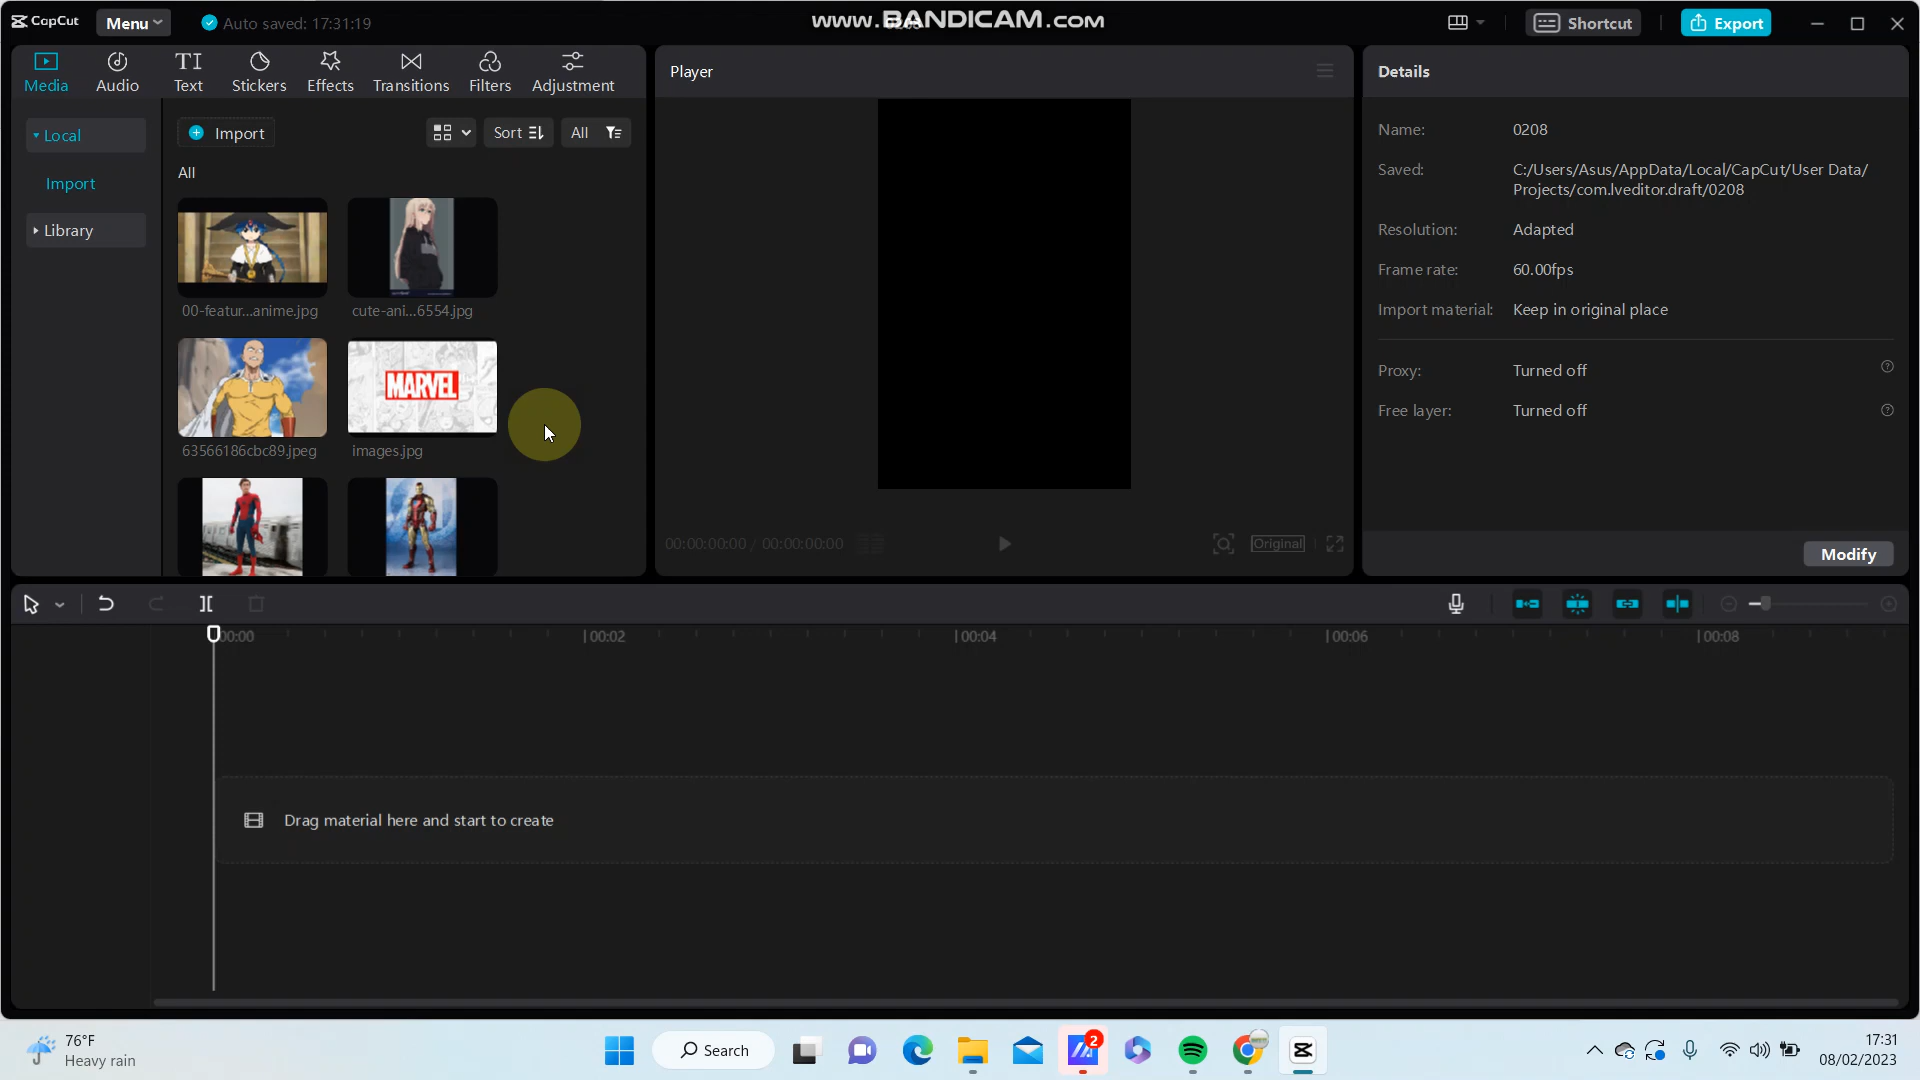 CapCut
Menu
Auto saved: 17:31:19
www.BANDICAM.com
Shortcut
Export
Media
Audio
Text
Stickers
Effects
Transitions
Filters
Adjustment
Local
Import
Library
Import
Sort
All
All
00-featur...anime.jpg
cute-ani...6554.jpg
63566186cbc89.jpeg
MARVEL
images.jpg
Player
00:00:00:00 / 00:00:00:00
Original
Details
Name: 0208
Saved: C:/Users/Asus/AppData/Local/CapCut/User Data/
Projects/com.lveditor.draft/0208
Resolution: Adapted
Frame rate: 60.00fps
Import material: Keep in original place
Proxy: Turned off
Free layer: Turned off
Modify
00:00
00:02
00:04
00:06
00:08
Drag material here and start to create
76°F
Heavy rain
Search
2
17:31
08/02/2023